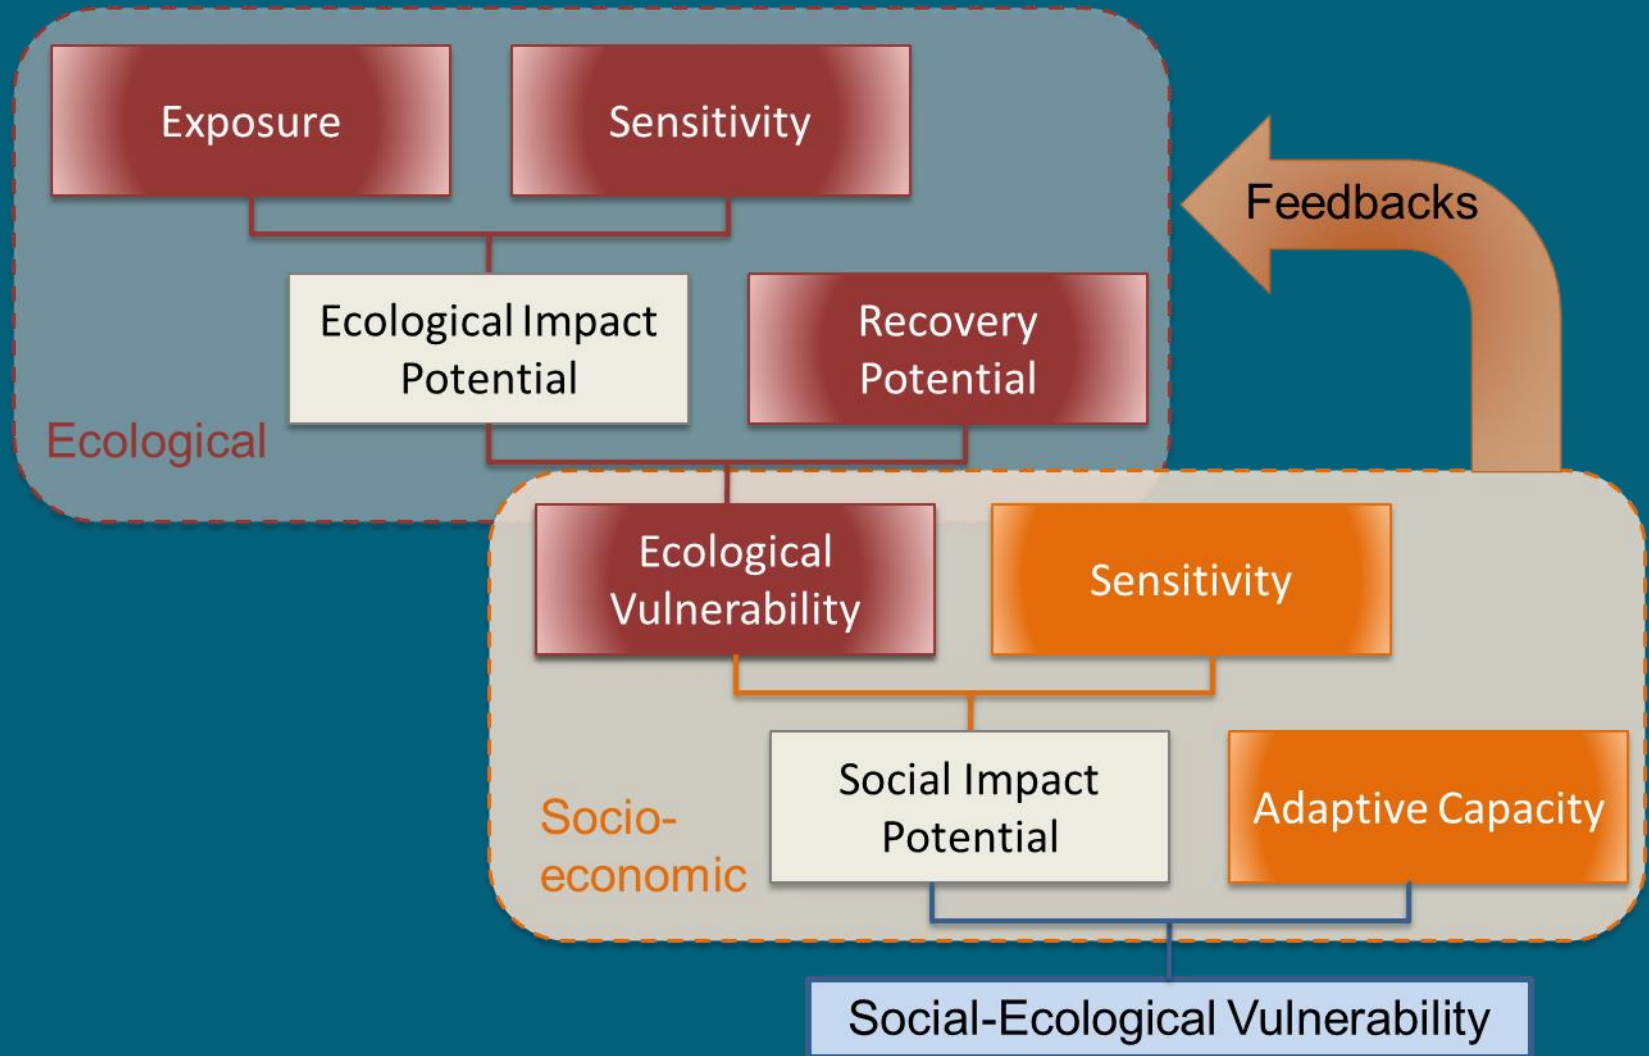 Exposure
Sensitivity
Feedbacks
Ecological Impact
Potential
Recovery
Potential
Ecological
Ecological
Vulnerability
Sensitivity
Social Impact
Potential
Adaptive Capacity
Socio-
economic
Social-Ecological Vulnerability